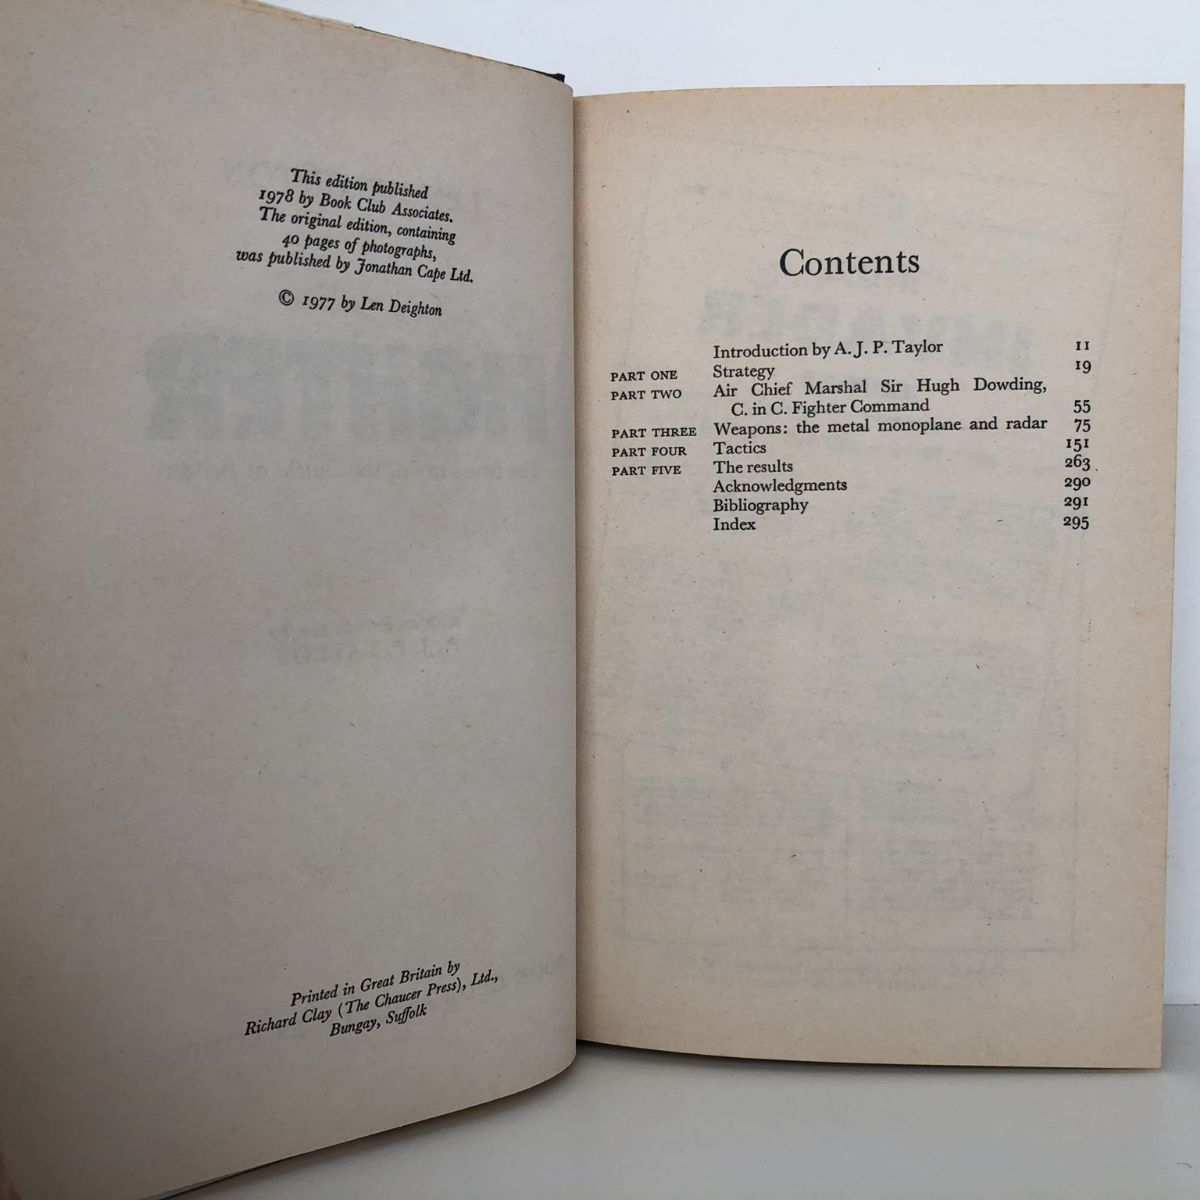 This edition published
1978 by Book Club Associates.
The original edition, containing
40 pages of photographs,
was published by Jonathan Cape Ltd.
© 1977 by Len Deighton
Printed in Great Britain by
Richard Clay (The Chaucer Press), Ltd.,
Bungay, Suffolk
Contents
Introduction by A. J. P. Taylor 11
PART ONE Strategy 19
PART TWO Air Chief Marshal Sir Hugh Dowding,
C. in C. Fighter Command 55
PART THREE Weapons: the metal monoplane and radar 75
PART FOUR Tactics 151
PART FIVE The results 263
Acknowledgments 290
Bibliography 291
Index 295